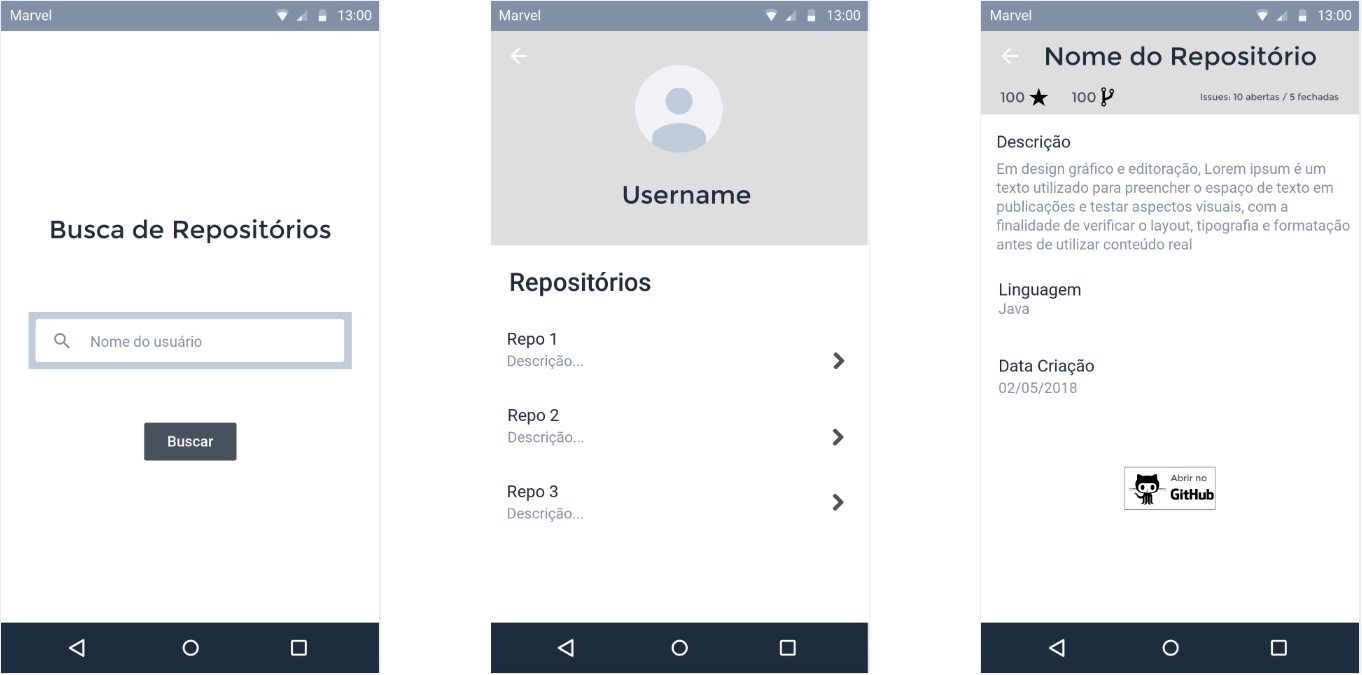 Marvel 13:00
Busca de Repositórios
Nome do usuário
Buscar
Marvel 13:00
Username
Repositórios
Repo 1
Descrição...
Repo 2
Descrição...
Repo 3
Descrição...
Marvel 13:00
Nome do Repositório
100 100 Issues: 10 abertas / 5 fechadas
Descrição
Em design gráfico e editoração, Lorem ipsum é um
texto utilizado para preencher o espaço de texto em
publicações e testar aspectos visuais, com a
finalidade de verificar o layout, tipografia e formatação
antes de utilizar conteúdo real
Linguagem
Java
Data Criação
02/05/2018
Abrir no
GitHub